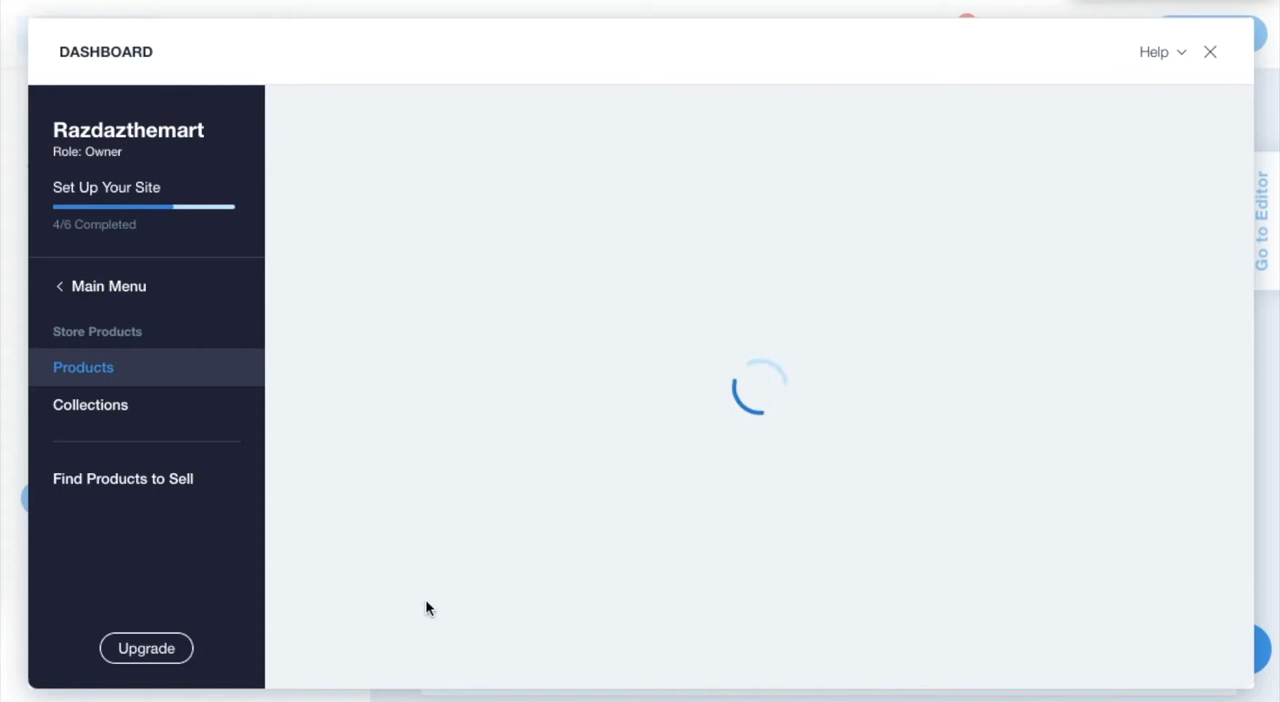 DASHBOARD
Help
Razdazthemart
Role: Owner
Set Up Your Site
4/6 Completed
Main Menu
Store Products
Products
Collections
Find Products to Sell
Upgrade
Go to Editor